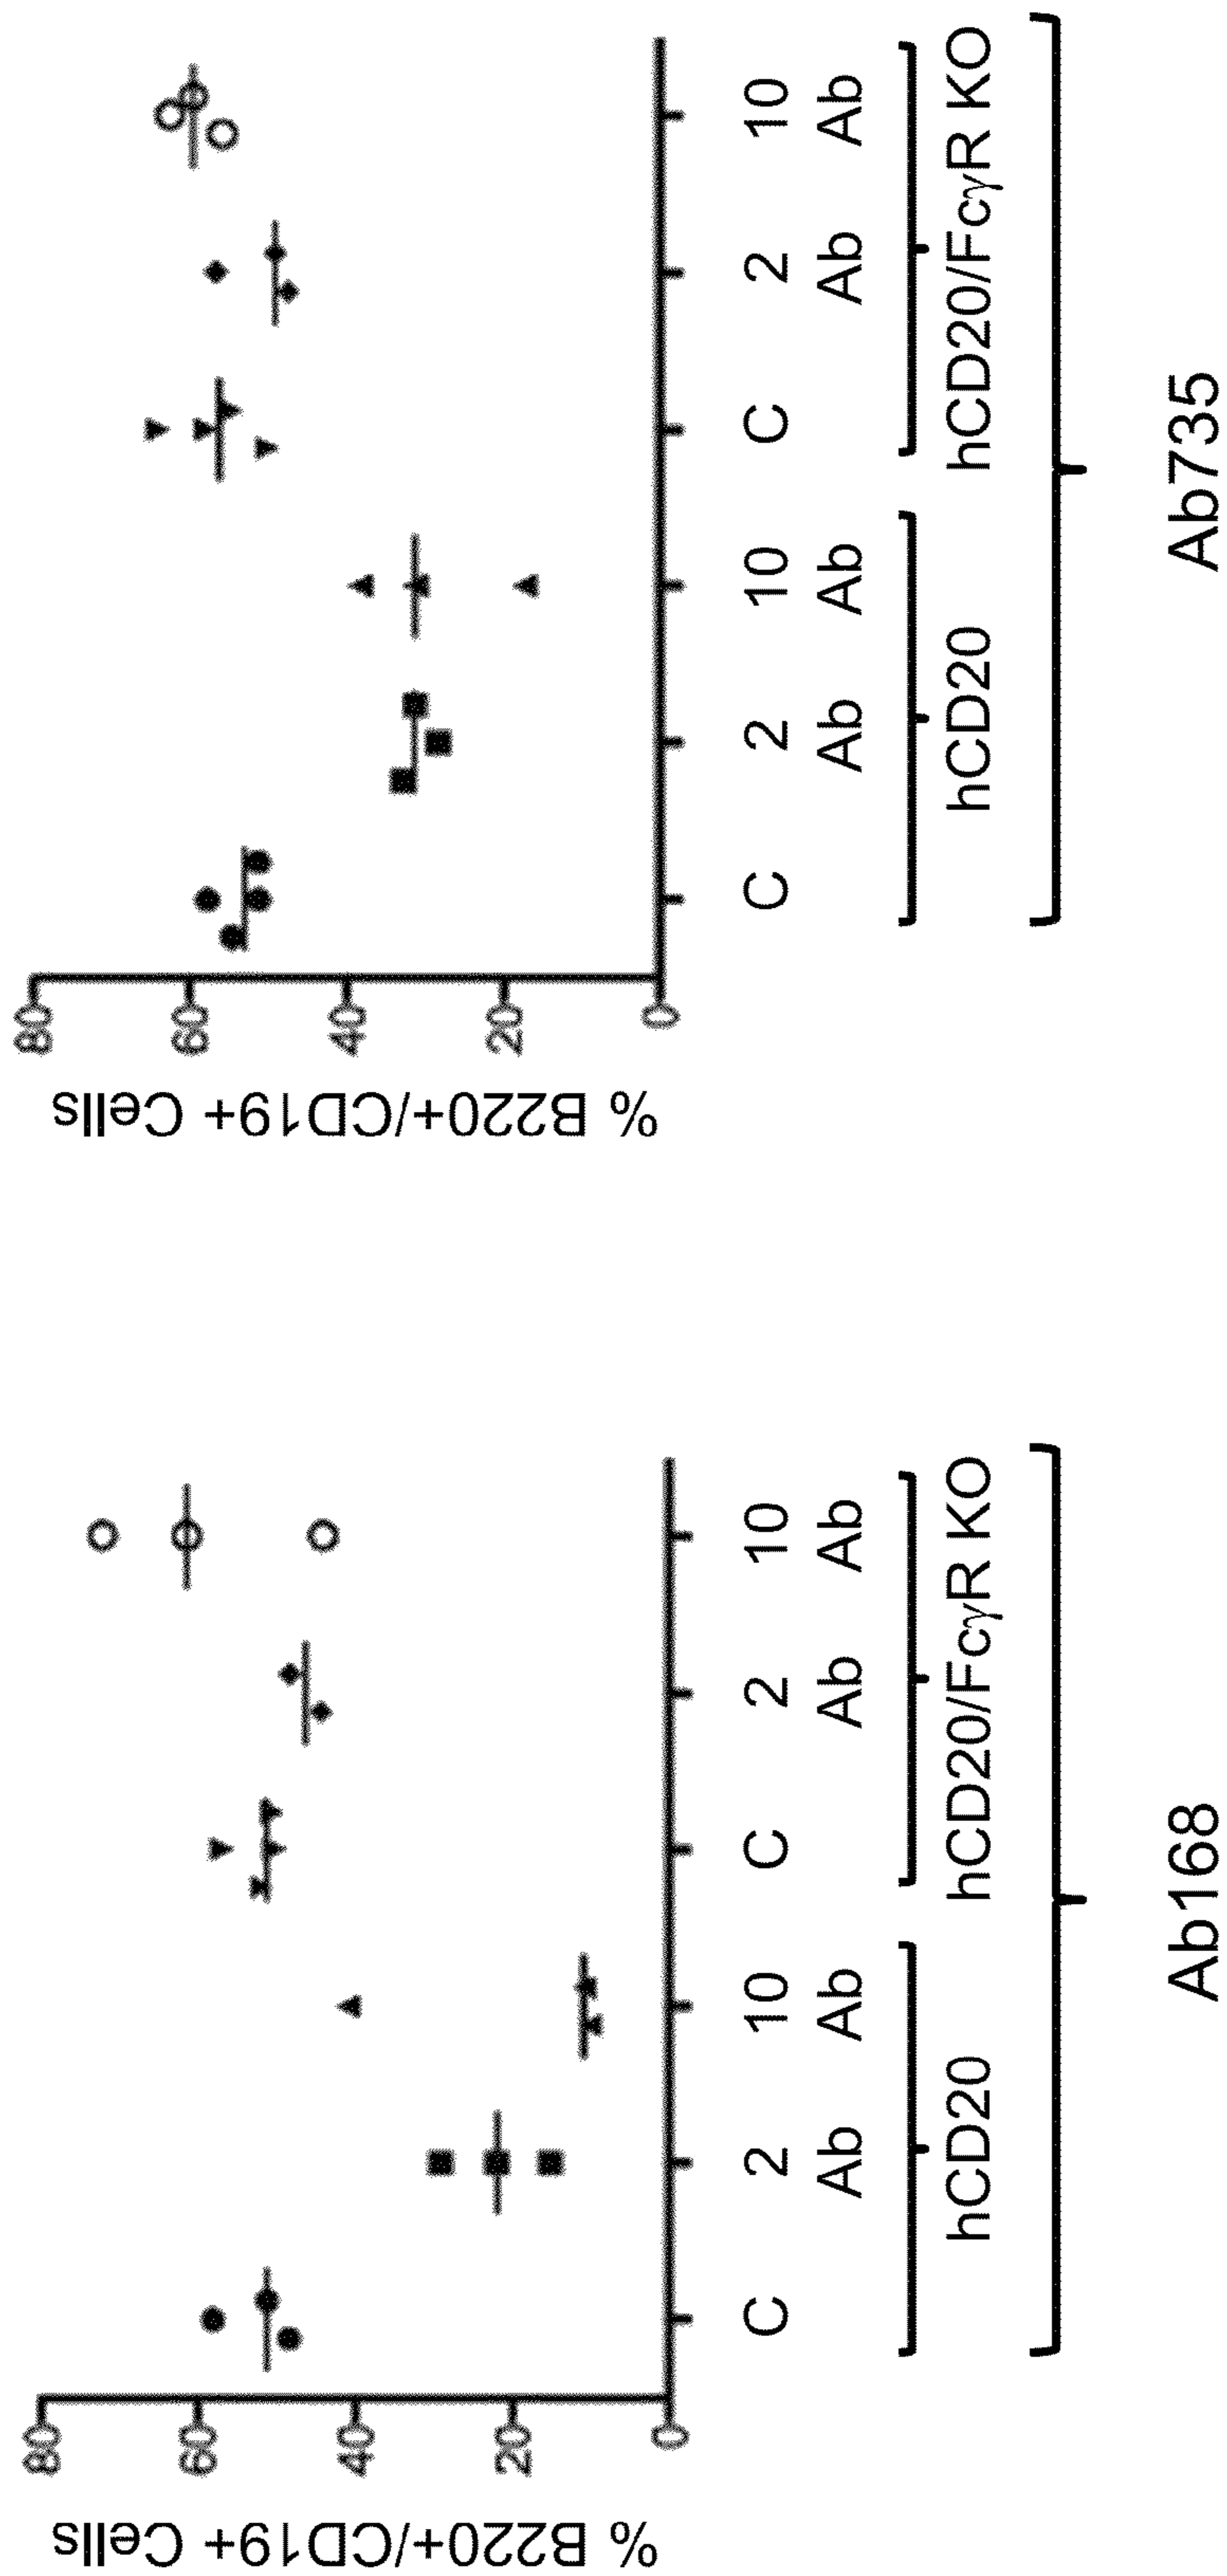 % B220+/CD19+ Cells
80
60
40
20
0
C 2 10 C 2 10
Ab Ab Ab Ab
hCD20 hCD20/FcγR KO
Ab168
% B220+/CD19+ Cells
80
60
40
20
0
C 2 10 C 2 10
Ab Ab Ab Ab
hCD20 hCD20/FcγR KO
Ab735